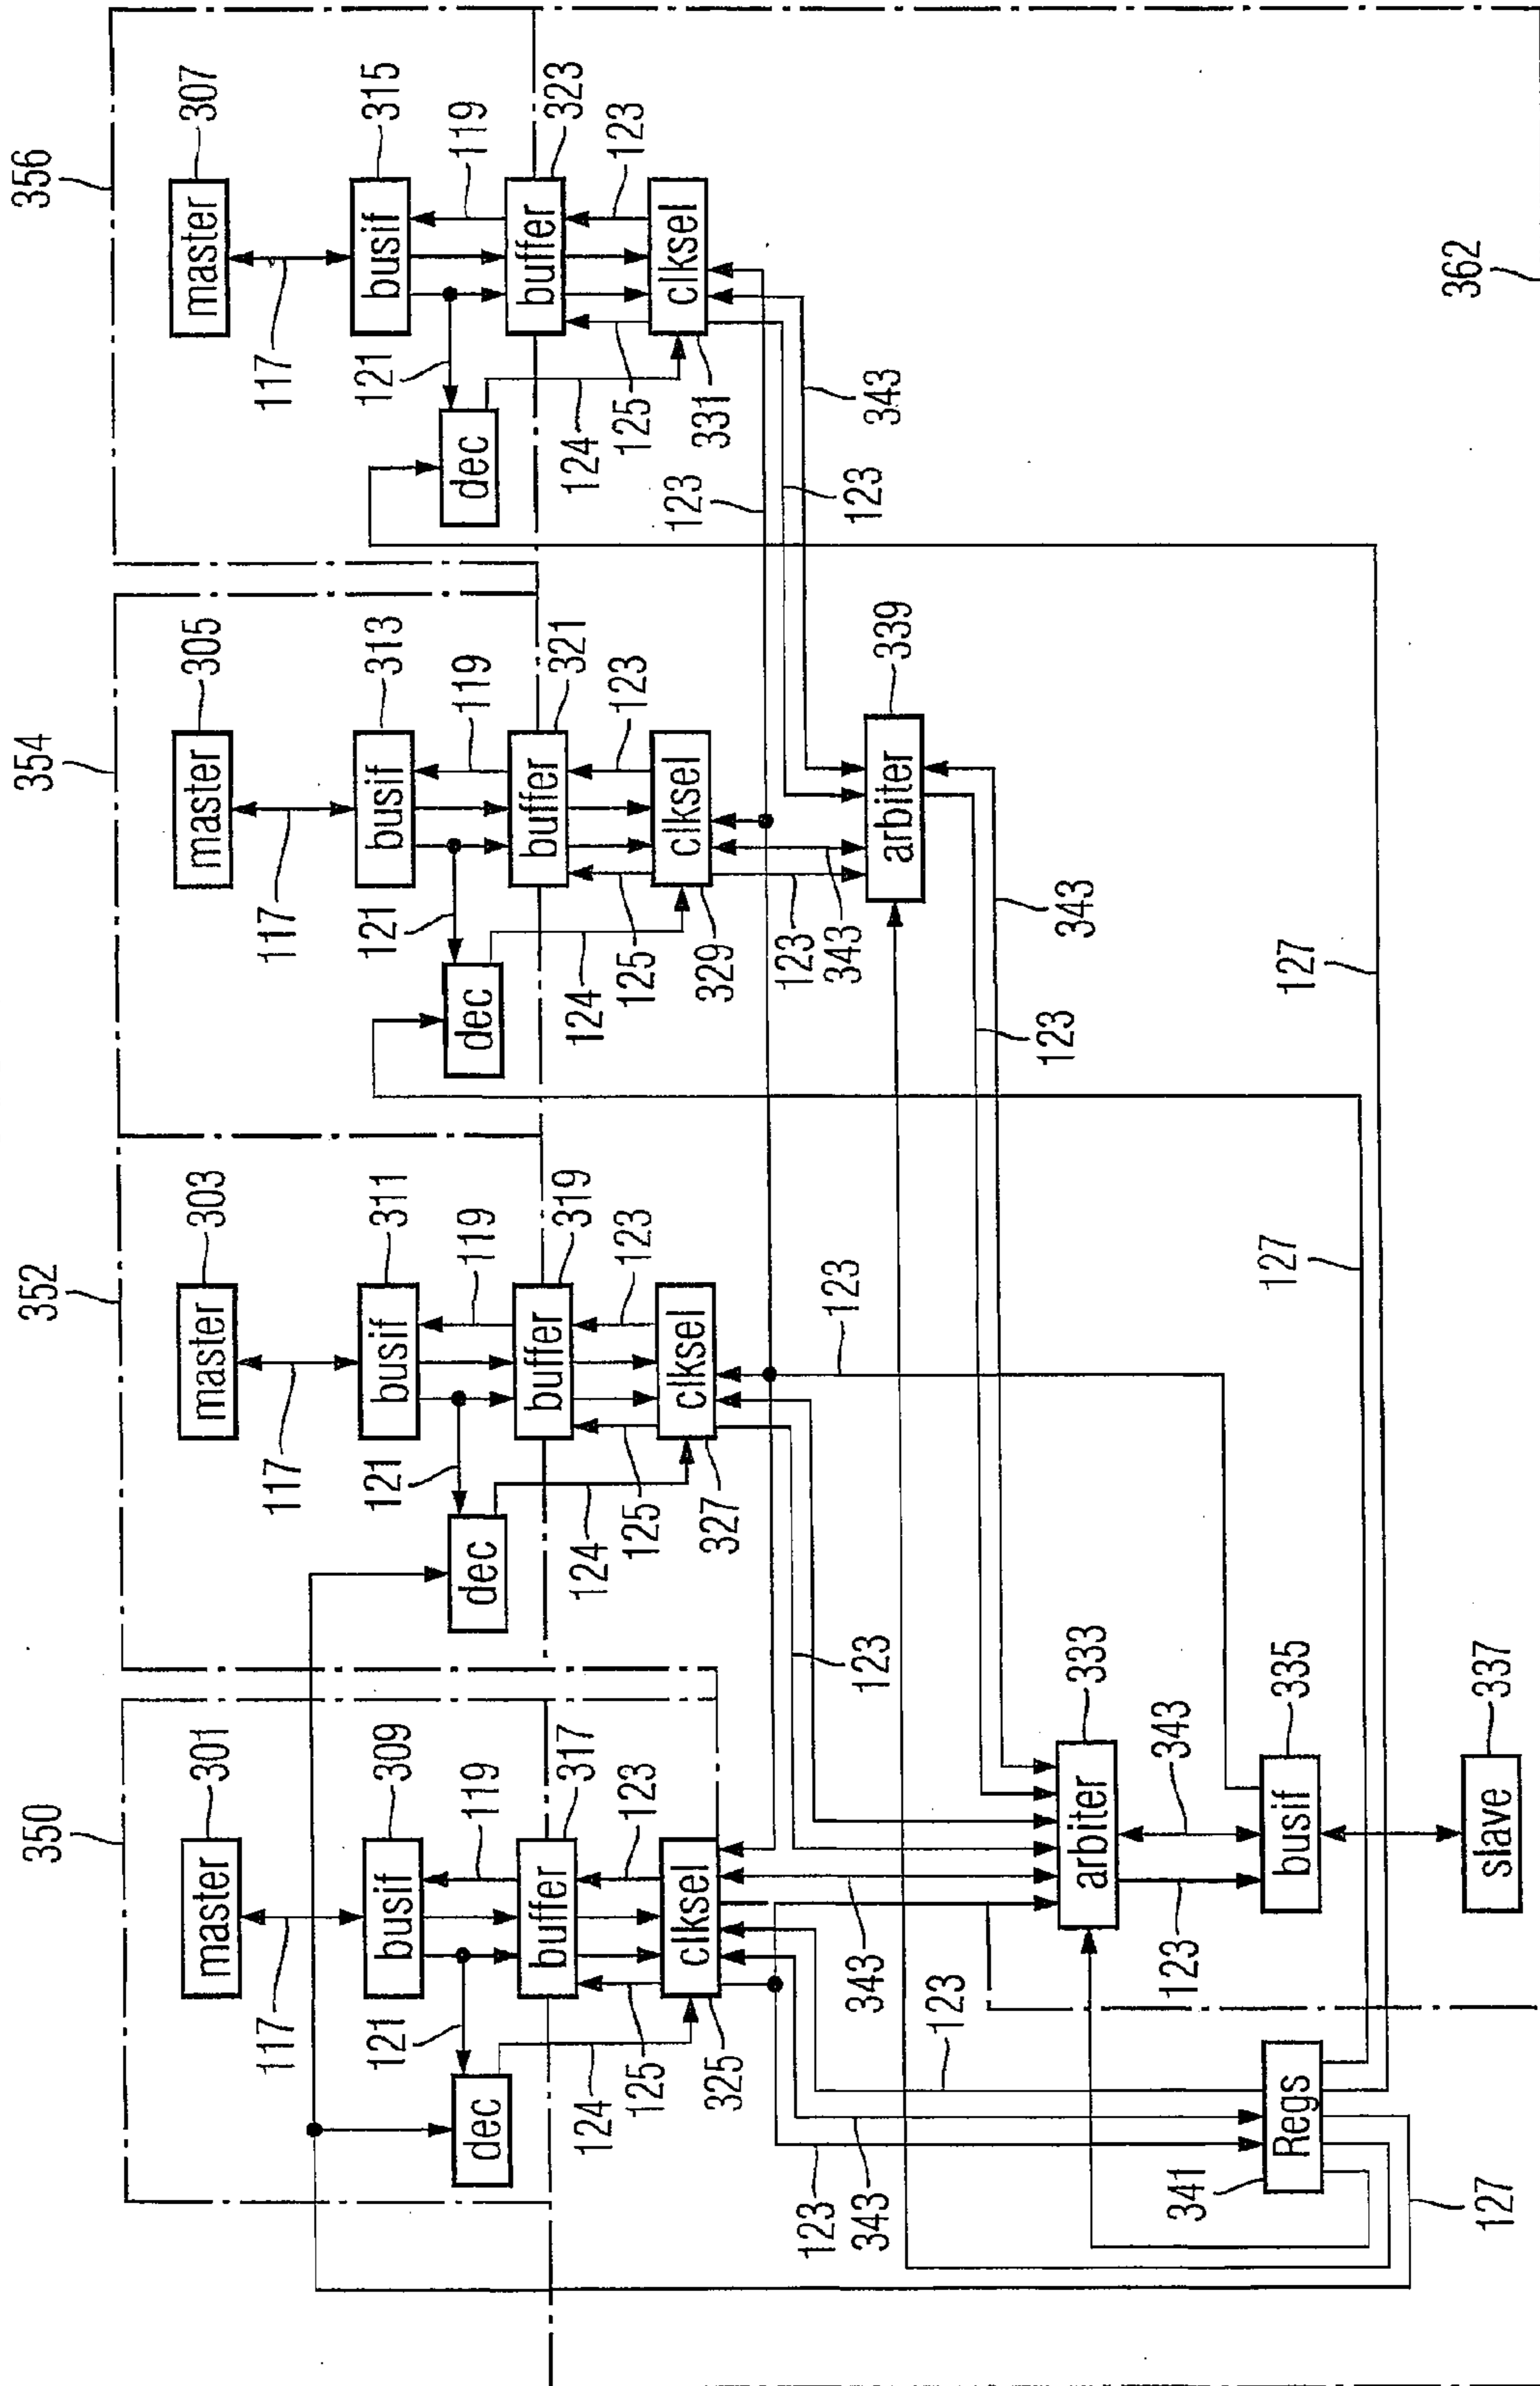 350
352
354
356
master 301
master 303
master 305
master 307
117
117
117
117
busif 309
busif 311
busif 313
busif 315
121
119
121
119
121
119
121
119
dec
dec
dec
dec
buffer 317
buffer 319
buffer 321
buffer 323
124
125
123
124
125
123
124
125
123
124
125
123
clksel
325
clksel
327
clksel
329
clksel
331
123
123
343
123
123
343
123
343
arbiter 339
123
343
123
343
123
343
arbiter 333
123
343
127
127
341
Regs
busif 335
127
slave 337
362